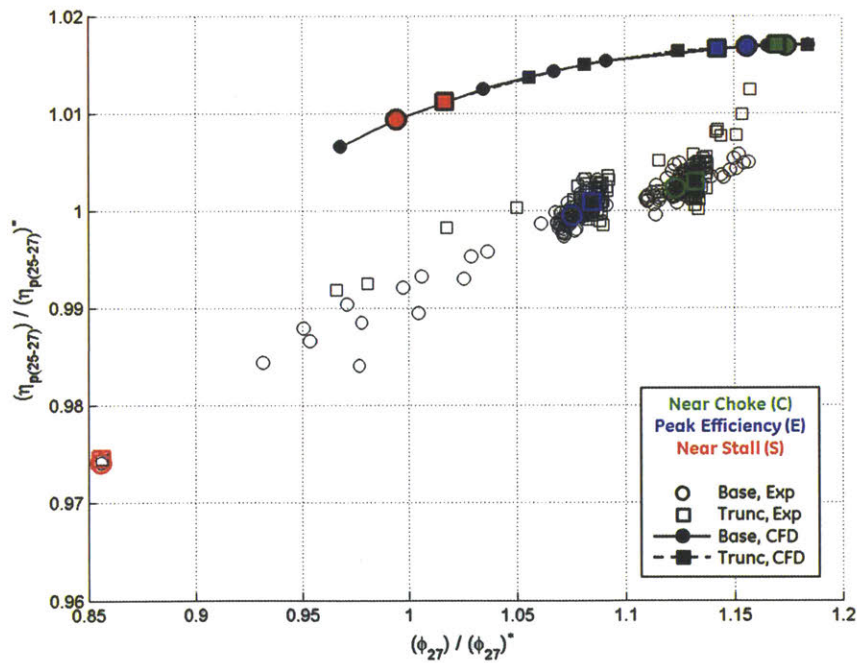 1.02
1.01
1
0.99
0.98
0.97
0.96
(η_p(25-27)) / (η_p(25-27))*
Near Choke (C)
Peak Efficiency (E)
Near Stall (S)
Base, Exp
Trunc, Exp
Base, CFD
Trunc, CFD
0.85 0.9 0.95 1 1.05 1.1 1.15 1.2
(ϕ_27) / (ϕ_27)*